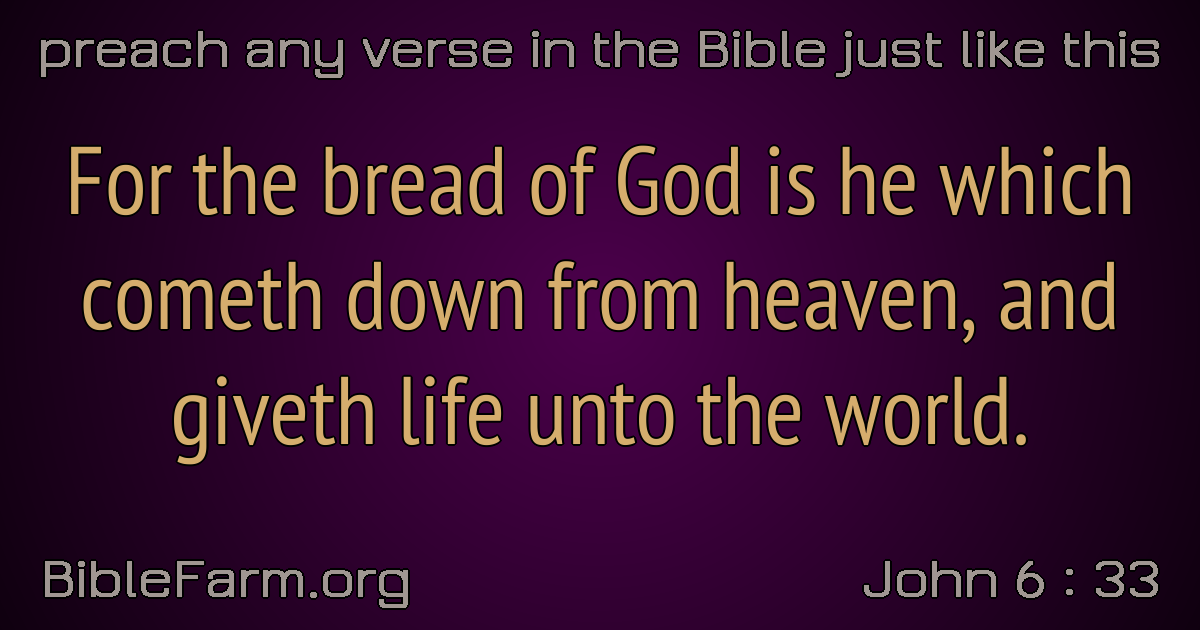 preach any verse in the Bible just like this
For the bread of God is he which
cometh down from heaven, and
giveth life unto the world.
BibleFarm.org
John 6 : 33